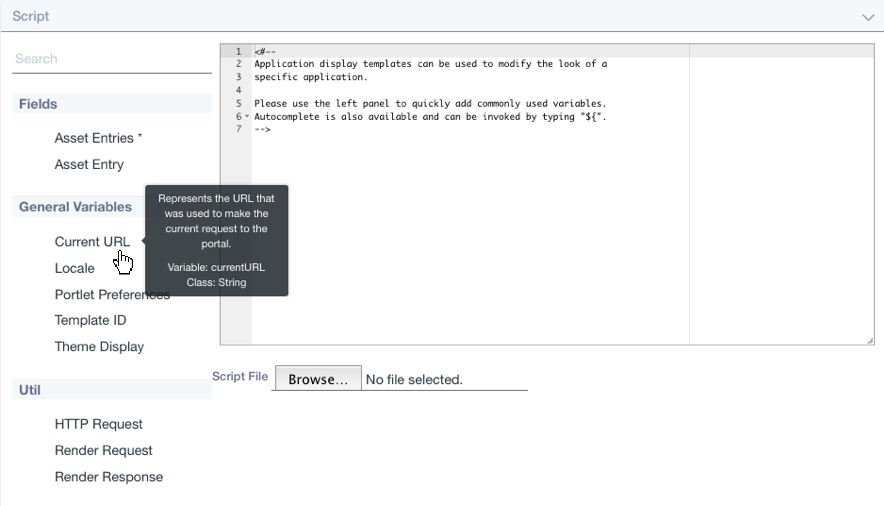 Script
Search
Fields
Asset Entries *
Asset Entry
General Variables
Current URL
Locale
Portlet Preferences
Template ID
Theme Display
Util
HTTP Request
Render Request
Render Response
Represents the URL that
was used to make the
current request to the
portal.
Variable: currentURL
Class: String
1 <#--
2 Application display templates can be used to modify the look of a
3 specific application.
4
5 Please use the left panel to quickly add commonly used variables.
6 Autocomplete is also available and can be invoked by typing "${".
7 -->
Script File Browse... No file selected.